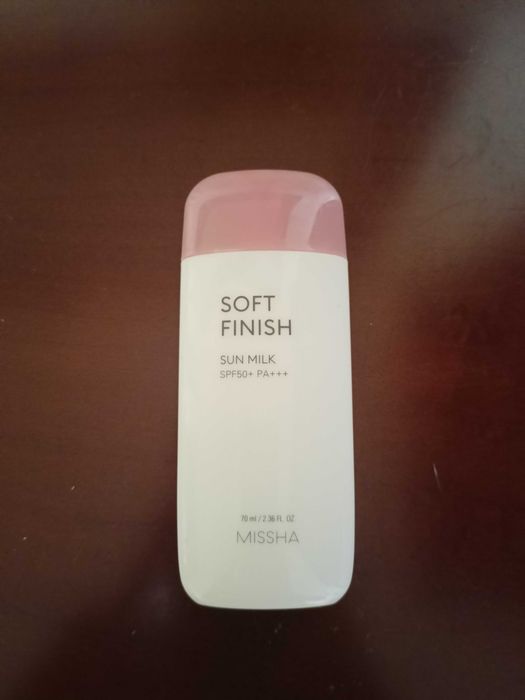 SOFT
FINISH
SUN MILK
SPF50+ PA+++
70 ml / 2.36 FL. OZ
MISSHA